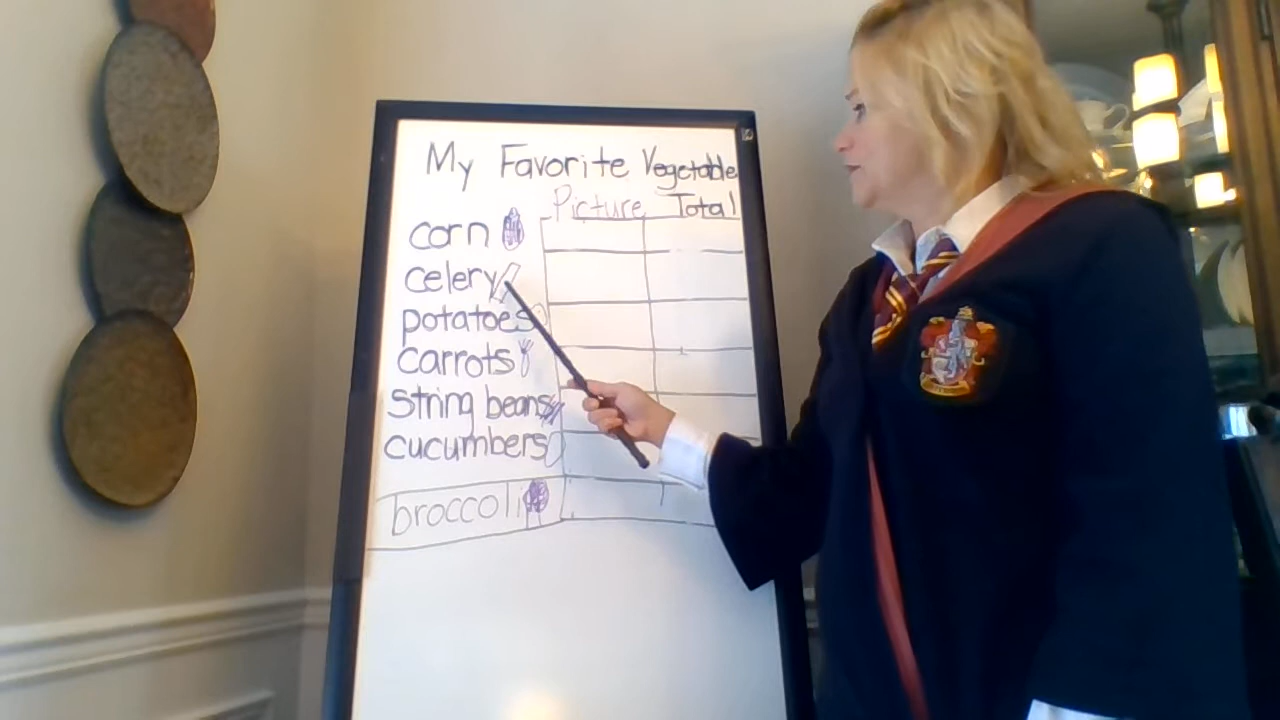 My Favorite Vegetable
Picture Total
corn
celery
potatoes
carrots
string beans
cucumbers
broccoli